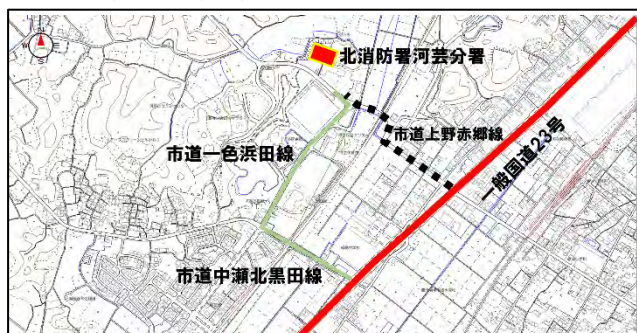 北消防署河芸分署
市道上野赤郷線
市道一色浜田線
一般国道23号
市道中瀬北黒田線